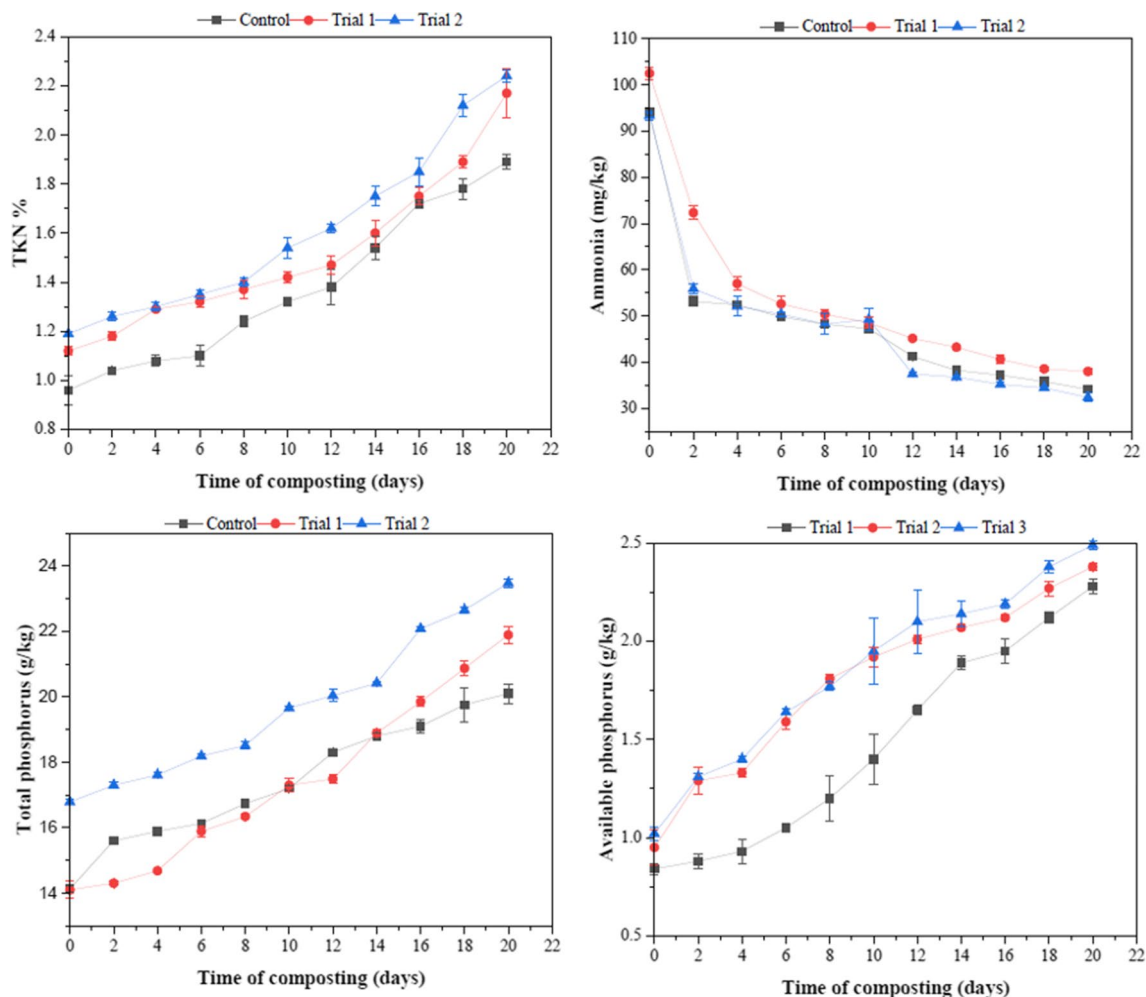 Control Trial 1 Trial 2
2.4
2.2
2.0
1.8
1.6
1.4
1.2
1.0
0.8
TKN %
0 2 4 6 8 10 12 14 16 18 20 22
Time of composting (days)
Control Trial 1 Trial 2
110
100
90
80
70
60
50
40
30
Ammonia (mg/kg)
0 2 4 6 8 10 12 14 16 18 20 22
Time of composting (days)
Control Trial 1 Trial 2
24
22
20
18
16
14
Total phosphorus (g/kg)
0 2 4 6 8 10 12 14 16 18 20 22
Time of composting (days)
Trial 1 Trial 2 Trial 3
2.5
2.0
1.5
1.0
0.5
Available phosphorus (g/kg)
0 2 4 6 8 10 12 14 16 18 20 22
Time of composting (days)